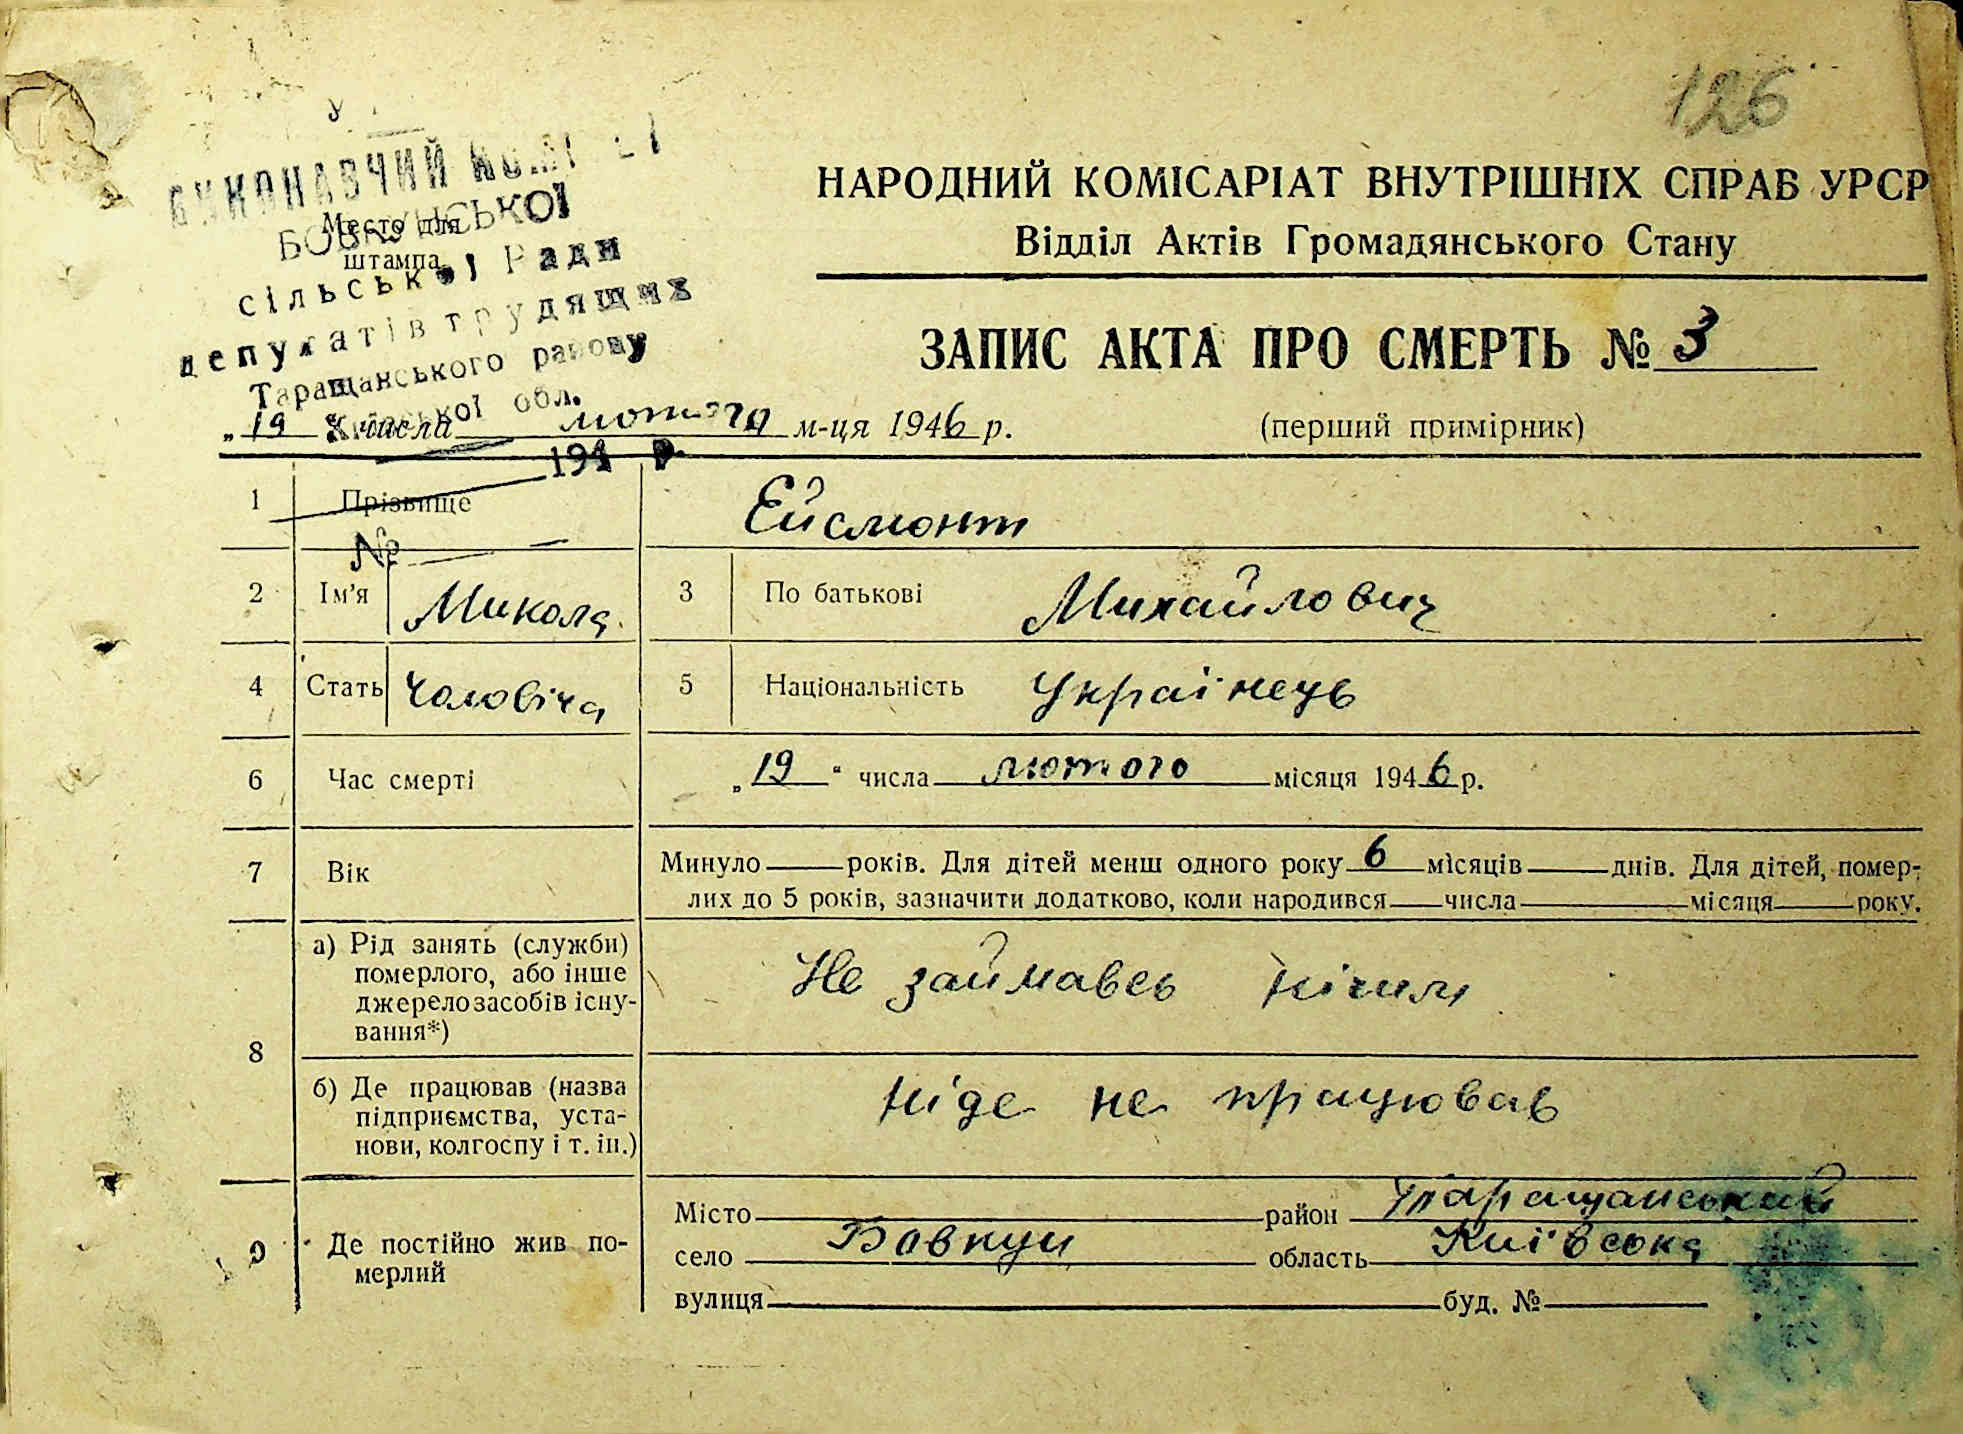 126
ВИКОНАВЧИЙ
Место для
штампа
сільської Ради
депутатів трудящих
Таращанського району
Київської обл.
194 р.
№
НАРОДНИЙ КОМІСАРІАТ ВНУТРІШНІХ СПРАВ УРСР
Відділ Актів Громадянського Стану
ЗАПИС АКТА ПРО СМЕРТЬ № 3
„19 числа лютого м-ця 1946 р. (перший примірник)
1 Прізвище Ейсмонт
2 Ім'я Микола 3 По батькові Михайлович
4 Стать Чоловіча 5 Національність Українець
6 Час смерті „19“ числа лютого місяця 1946 р.
7 Вік Минуло років. Для дітей менш одного року 6 місяців днів. Для дітей, помер-
лих до 5 років, зазначити додатково, коли народився числа місяця року.
8 а) Рід занять (служби)
померлого, або інше
джерело засобів існу-
вання*)
Не займавсь нічим
б) Де працював (назва
підприємства, уста-
нови, колгоспу і т. ін.)
Ніде не працював
9 Де постійно жив по-
мерлий
Місто район Таращанський
село Бовкун область Київська
вулиця буд. №